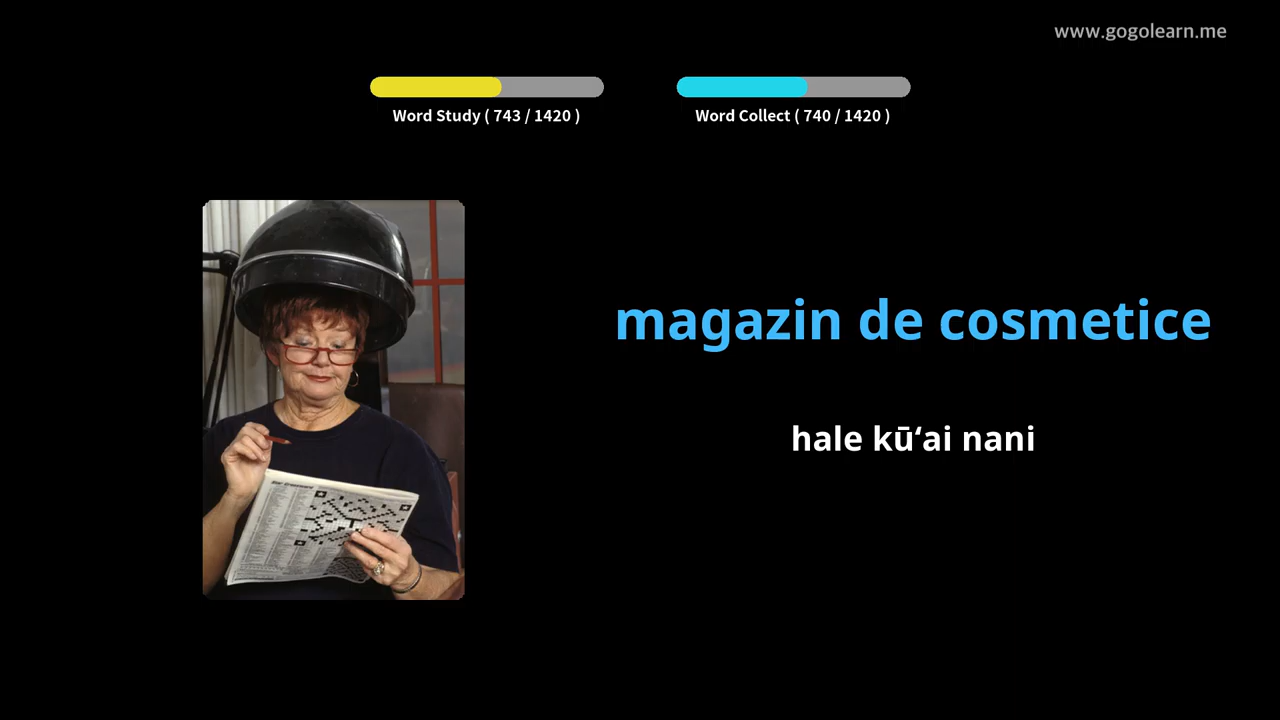 www.gogolearn.me
Word Study ( 743 / 1420 )
Word Collect ( 740 / 1420 )
magazin de cosmetice
hale kūʻai nani